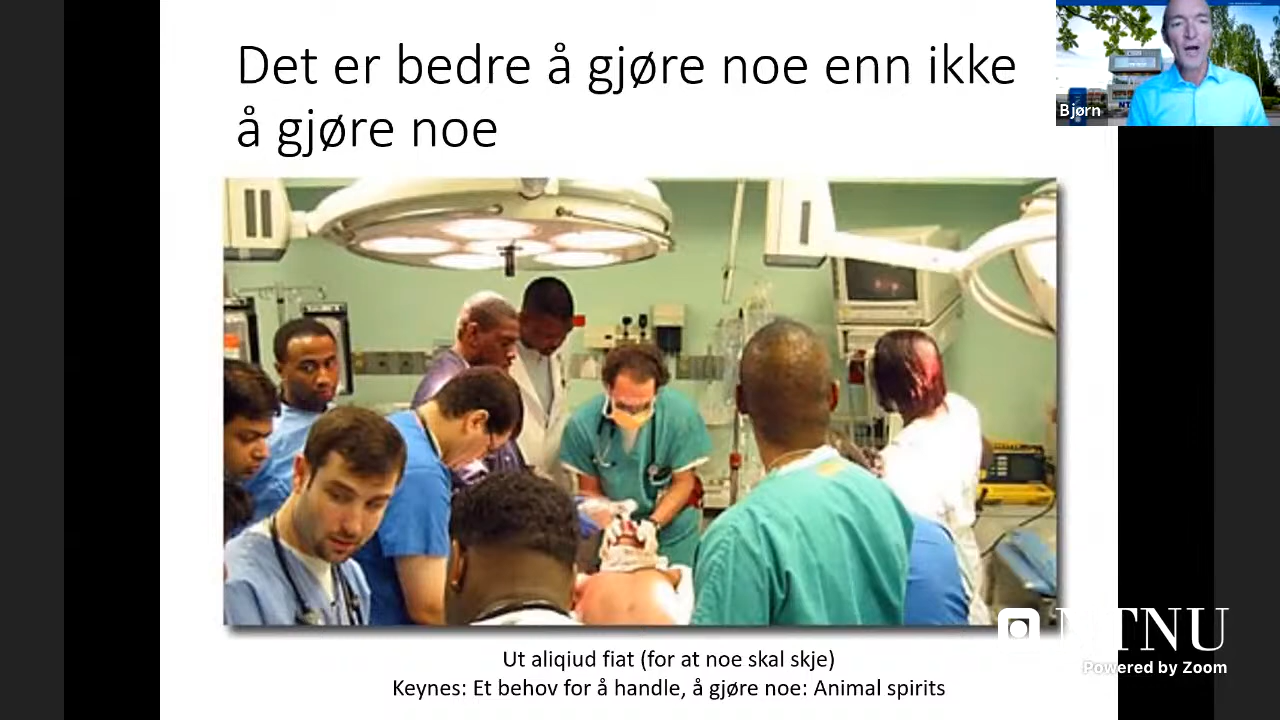 Det er bedre å gjøre noe enn ikke
å gjøre noe
Bjørn
NTNU
Powered by Zoom
Ut aliqiud fiat (for at noe skal skje)
Keynes: Et behov for å handle, å gjøre noe: Animal spirits